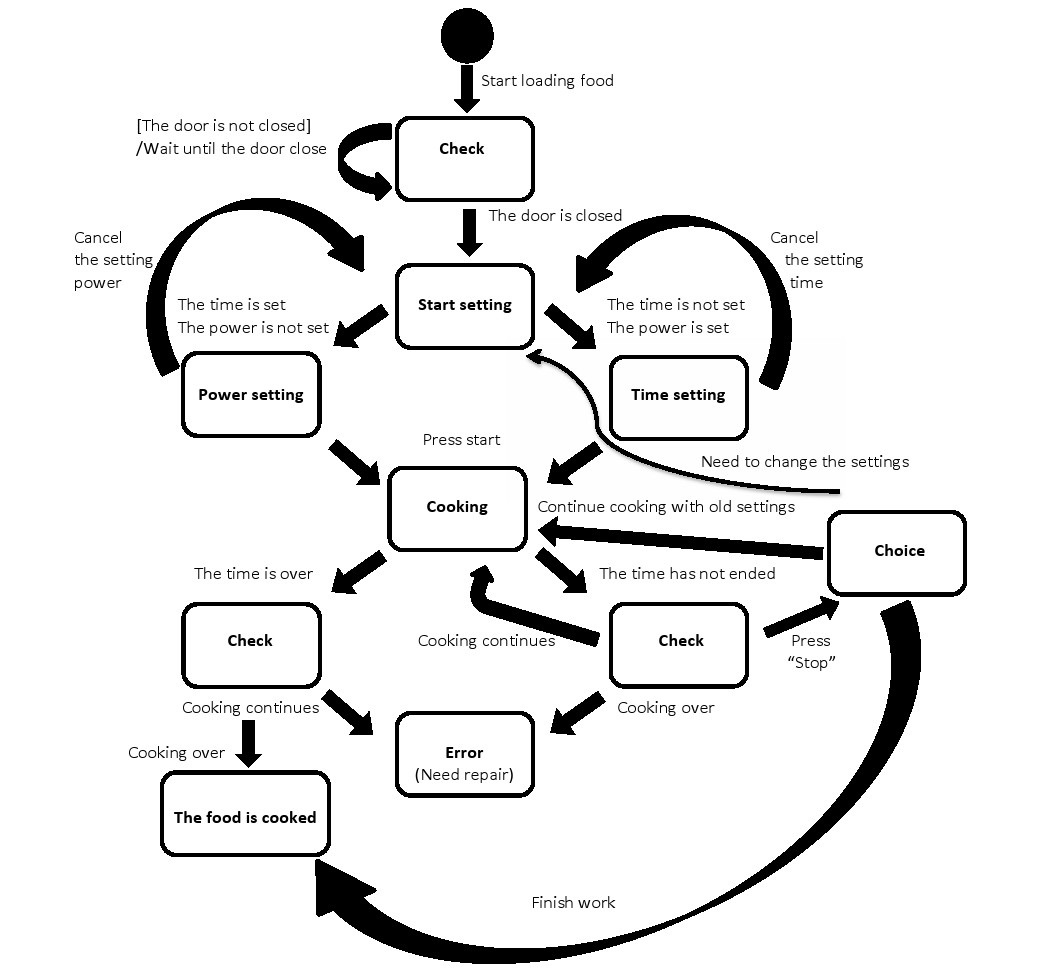 Start loading food
[The door is not closed]
/Wait until the door close
Check
The door is closed
Cancel
the setting
power
Cancel
the setting
time
The time is set
The power is not set
Start setting
The time is not set
The power is set
Power setting
Time setting
Press start
Need to change the settings
Cooking
Continue cooking with old settings
Choice
The time is over
The time has not ended
Check
Cooking continues
Check
Press
“Stop”
Cooking continues
Cooking over
Cooking over
Error
(Need repair)
The food is cooked
Finish work